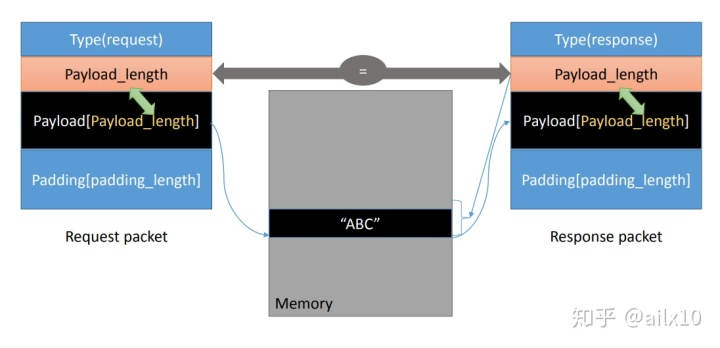 Type(request)
Payload_length
Payload[Payload_length]
Padding[padding_length]
Request packet
=
"ABC"
Memory
Type(response)
Payload_length
Payload[Payload_length]
Padding[padding_length]
Response packet
知乎 @ailx10